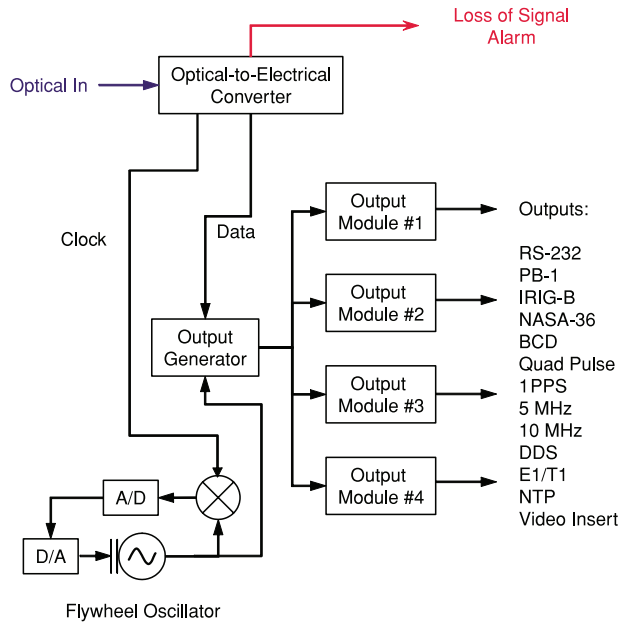 Loss of Signal
Alarm
Optical In
Optical-to-Electrical
Converter
Clock
Data
Output
Module #1
Output
Module #2
Output
Generator
Output
Module #3
Output
Module #4
Outputs:
RS-232
PB-1
IRIG-B
NASA-36
BCD
Quad Pulse
1PPS
5 MHz
10 MHz
DDS
E1/T1
NTP
Video Insert
A/D
D/A
Flywheel Oscillator